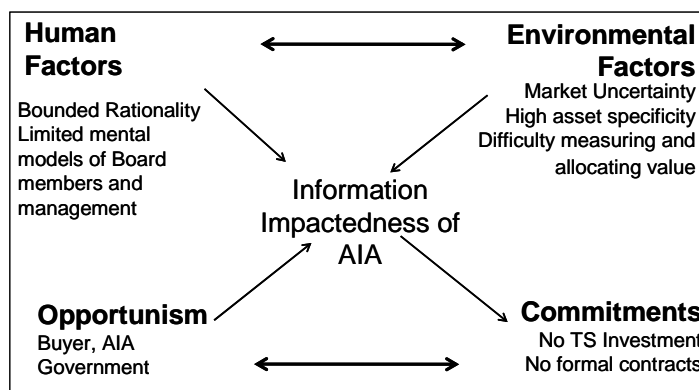 Human
Factors
Bounded Rationality
Limited mental
models of Board
members and
management
Environmental
Factors
Market Uncertainty
High asset specificity
Difficulty measuring and
allocating value
Information
Impactedness of
AIA
Opportunism
Buyer, AIA
Government
Commitments
No TS Investment
No formal contracts